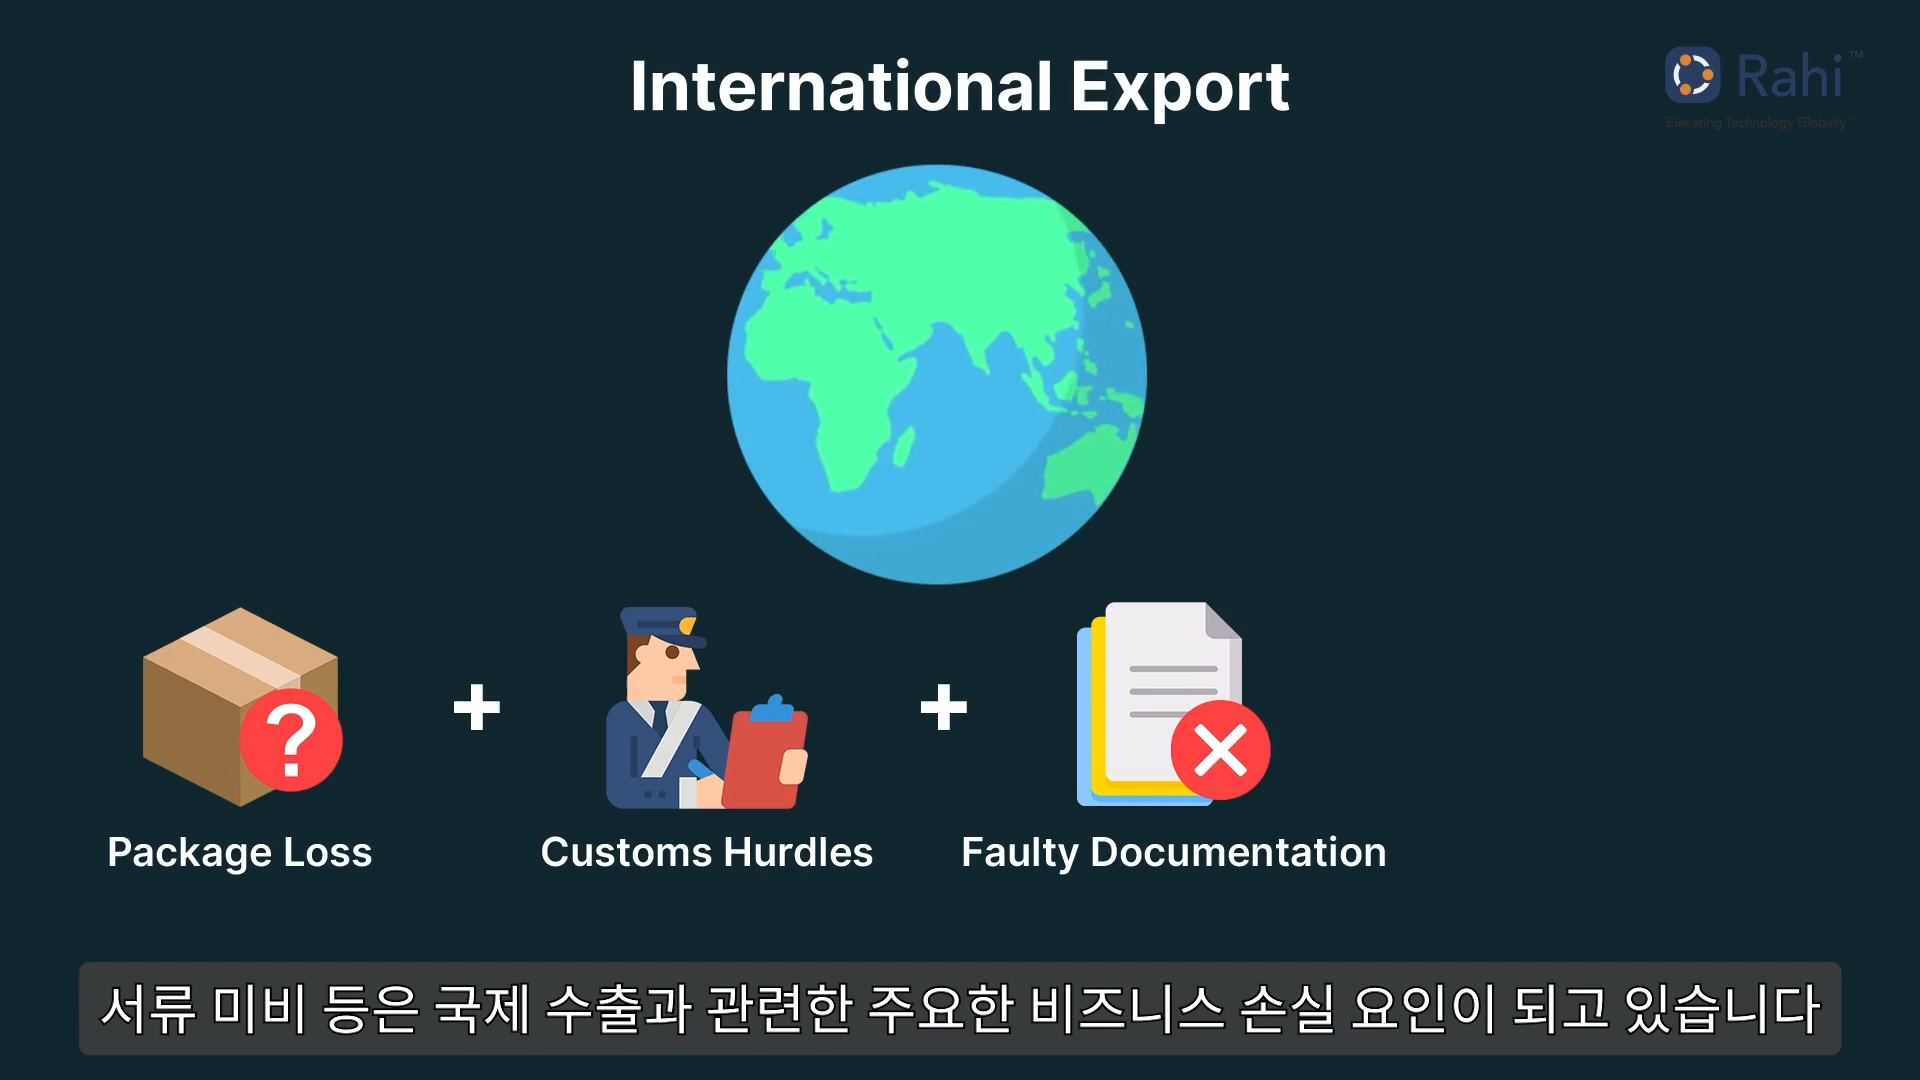 International Export
Rahi™
Elevating Technology Globally™
Package Loss
+
Customs Hurdles
+
Faulty Documentation
서류 미비 등은 국제 수출과 관련한 주요한 비즈니스 손실 요인이 되고 있습니다